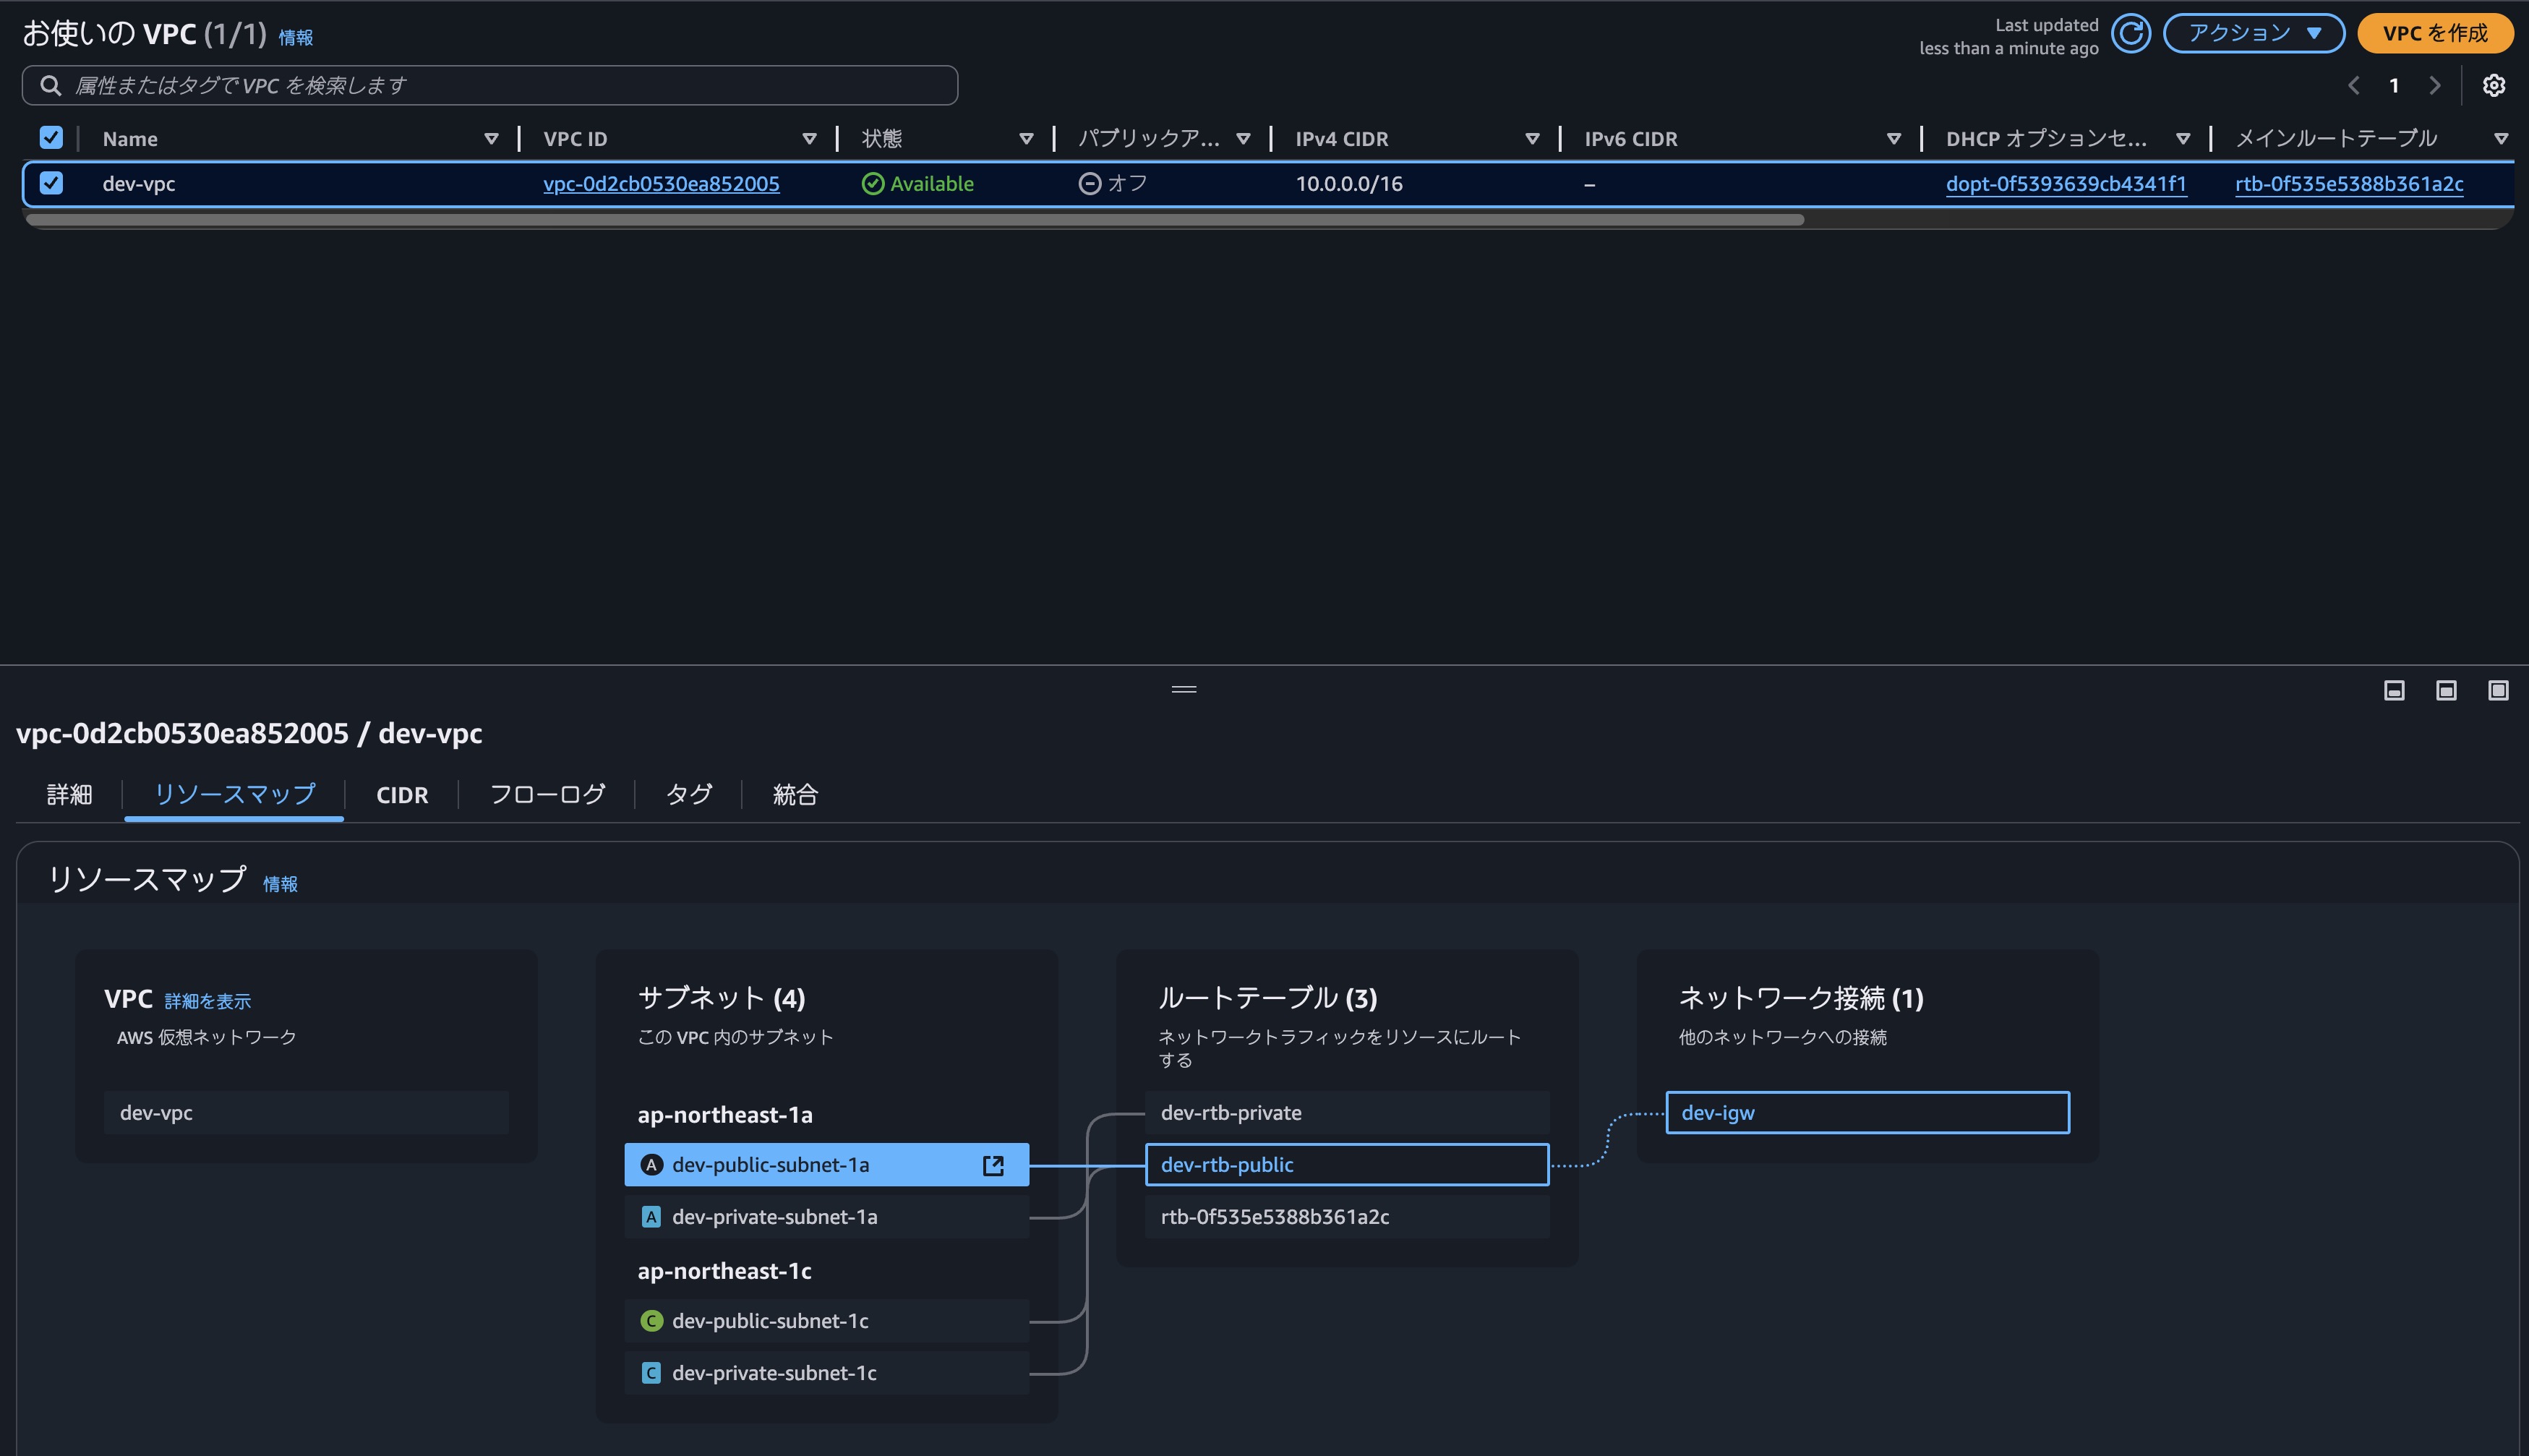 お使いの VPC (1/1) 情報
Last updated
less than a minute ago
アクション
VPC を作成
属性またはタグで VPC を検索します
1
Name
VPC ID
状態
パブリックア...
IPv4 CIDR
IPv6 CIDR
DHCP オプションセ...
メインルートテーブル
dev-vpc
vpc-0d2cb0530ea852005
Available
オフ
10.0.0.0/16
–
dopt-0f5393639cb4341f1
rtb-0f535e5388b361a2c
vpc-0d2cb0530ea852005 / dev-vpc
詳細
リソースマップ
CIDR
フローログ
タグ
統合
リソースマップ 情報
VPC 詳細を表示
AWS 仮想ネットワーク
dev-vpc
サブネット (4)
この VPC 内のサブネット
ap-northeast-1a
A dev-public-subnet-1a
A dev-private-subnet-1a
ap-northeast-1c
C dev-public-subnet-1c
C dev-private-subnet-1c
ルートテーブル (3)
ネットワークトラフィックをリソースにルート
する
dev-rtb-private
dev-rtb-public
rtb-0f535e5388b361a2c
ネットワーク接続 (1)
他のネットワークへの接続
dev-igw